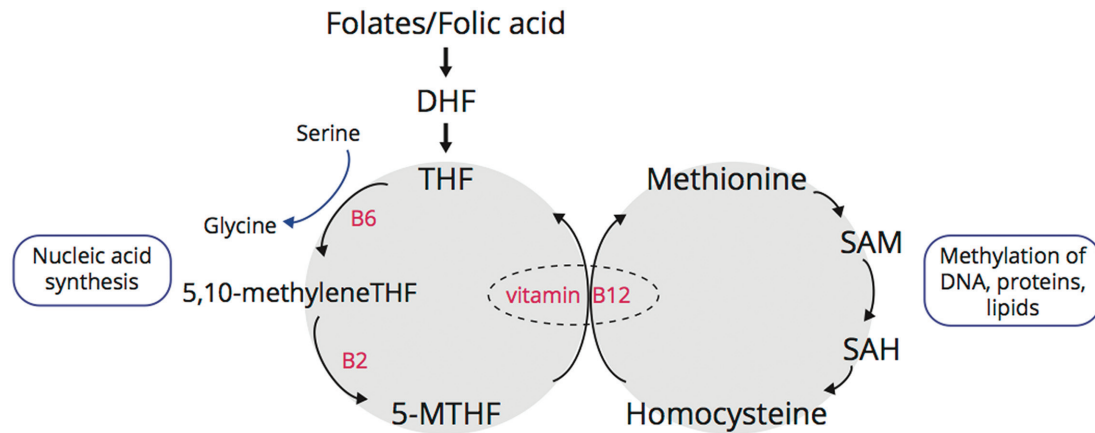 Folates/Folic acid
DHF
Serine
THF
Methionine
Glycine
B6
SAM
Nucleic acid
synthesis
Methylation of
DNA, proteins,
lipids
5,10-methyleneTHF
vitamin B12
B2
SAH
5-MTHF
Homocysteine